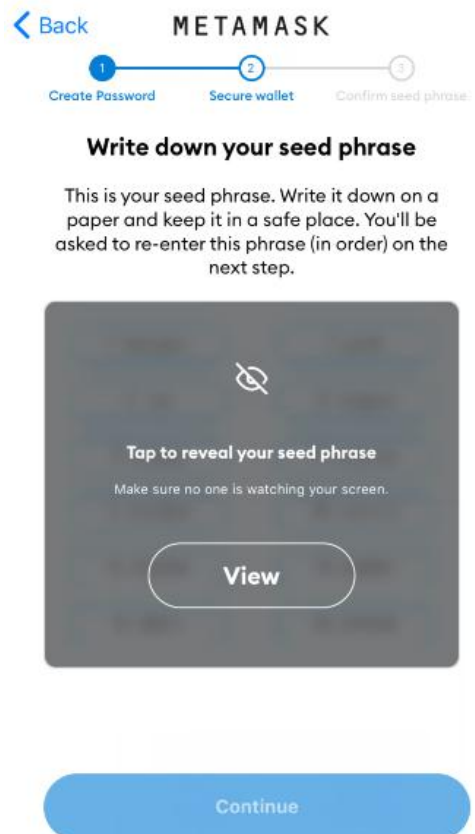 Back
METAMASK
1
2
3
Create Password
Secure wallet
Confirm seed phrase
Write down your seed phrase
This is your seed phrase. Write it down on a
paper and keep it in a safe place. You'll be
asked to re-enter this phrase (in order) on the
next step.
Tap to reveal your seed phrase
Make sure no one is watching your screen.
View
Continue